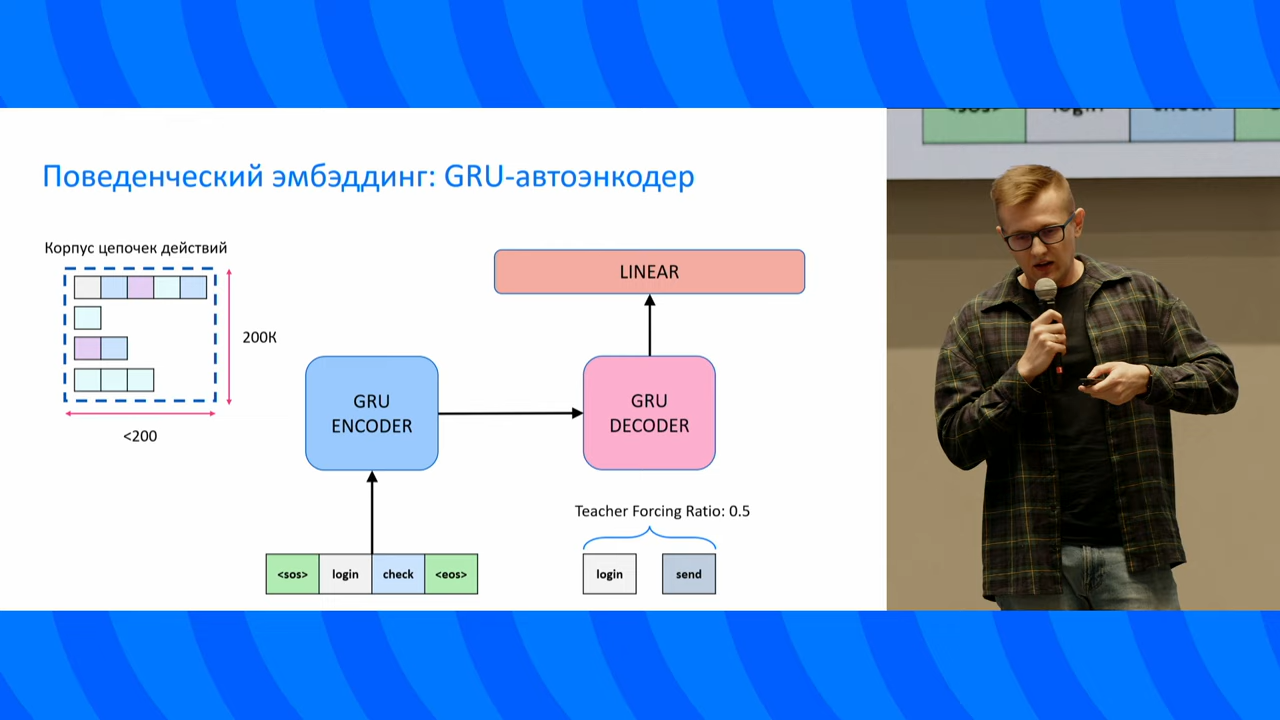 Поведенческий эмбэддинг: GRU-автоэнкодер
Корпус цепочек действий
200К
<200
LINEAR
GRU
ENCODER
GRU
DECODER
Teacher Forcing Ratio: 0.5
<sos>
login
check
<eos>
login
send